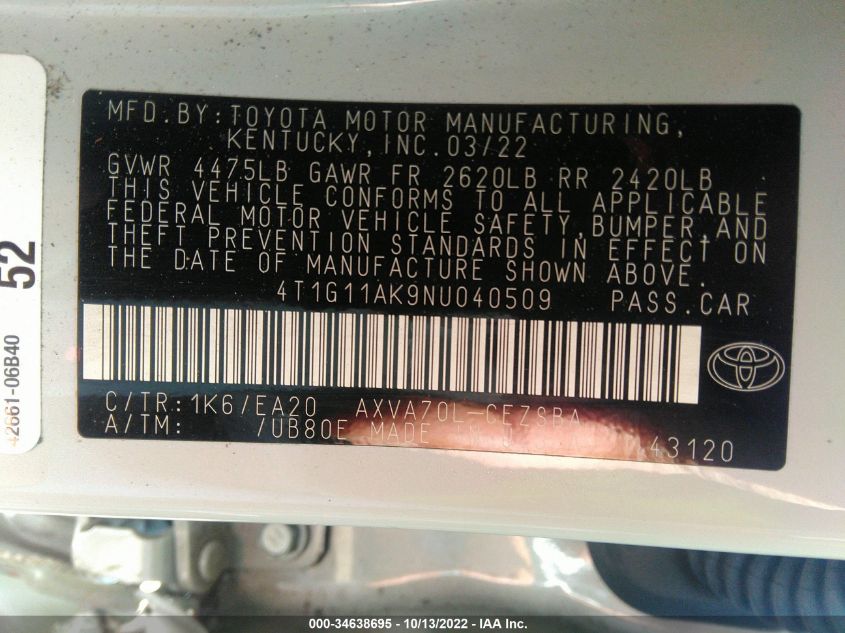 MFD.BY:TOYOTA MOTOR MANUFACTURING,
KENTUCKY,INC.03/22
GVWR 4475LB GAWR FR 2620LB RR 2420LB
THIS VEHICLE CONFORMS TO ALL APPLICABLE
FEDERAL MOTOR VEHICLE SAFETY,BUMPER,AND
THEFT PREVENTION STANDARDS IN EFFECT ON
THE DATE OF MANUFACTURE SHOWN ABOVE.
4T1G11AK9NU040509 PASS.CAR
C/TR:1K6/EA20 AXVA70L-CEZSBA
A/TM: /UB80E MADE 43120
52
42661-06B40
000-34638695 - 10/13/2022 - IAA Inc.